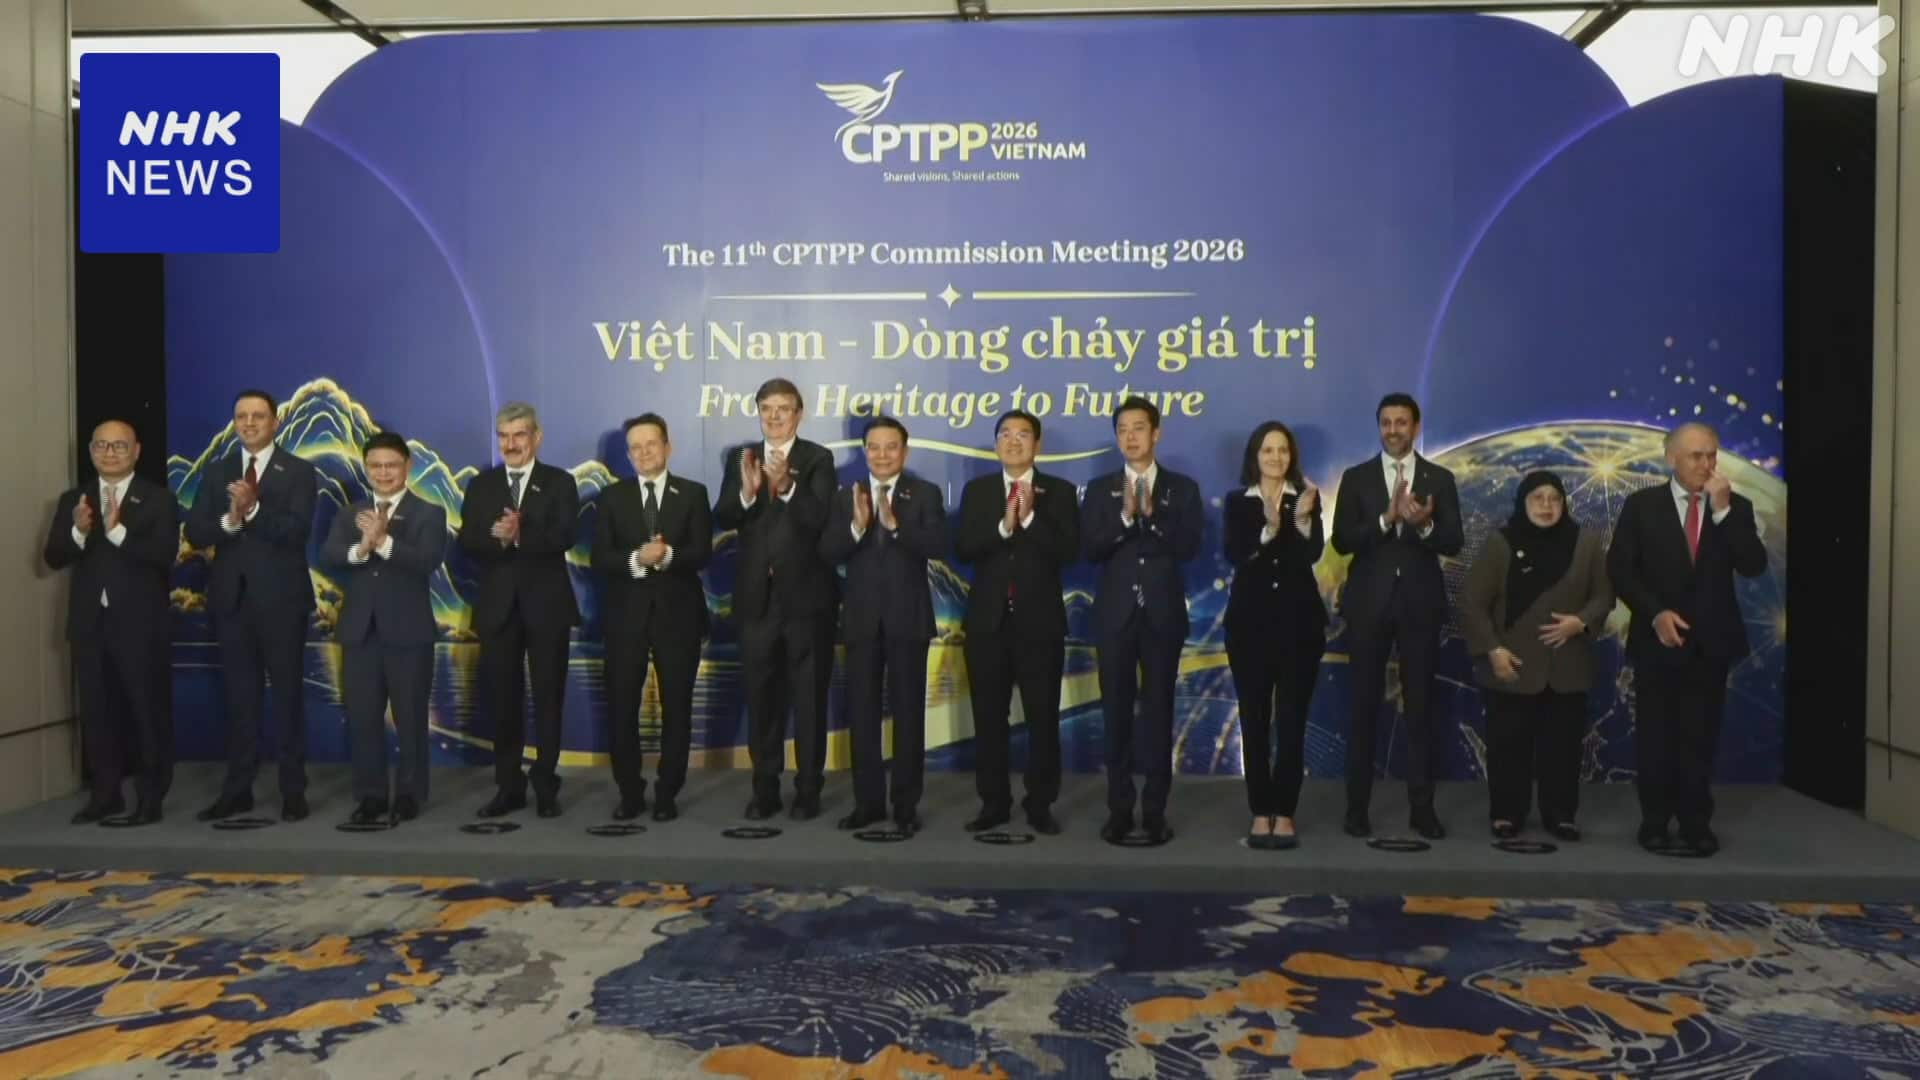 NHK
NHK
NEWS
CPTPP 2026
VIETNAM
Shared visions, Shared actions
The 11th CPTPP Commission Meeting 2026
Việt Nam - Dòng chảy giá trị
Heritage to